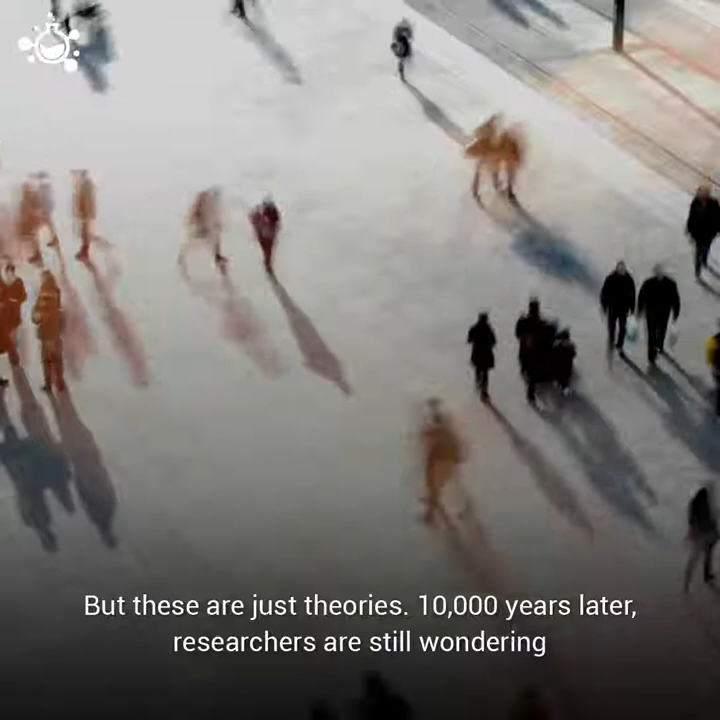 But these are just theories. 10,000 years later,
researchers are still wondering